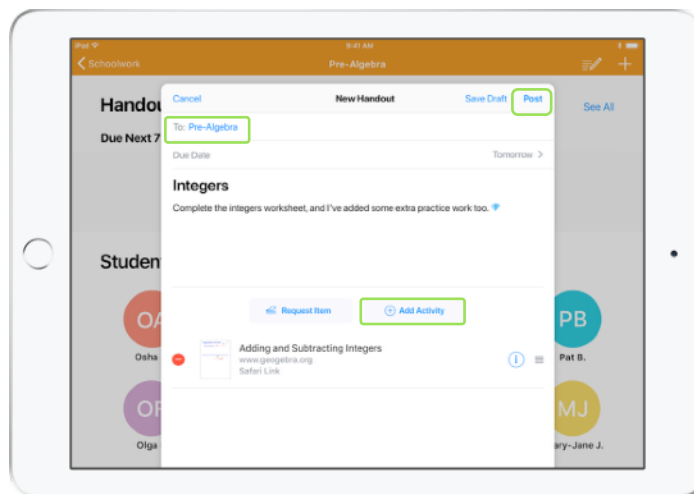 iPad 9:41 AM
Schoolwork Pre-Algebra
Handou See All
Due Next 7
Cancel New Handout Save Draft Post
To: Pre-Algebra
Due Date Tomorrow
Integers
Complete the integers worksheet, and I've added some extra practice work too.
Studen
Request Item Add Activity
OA PB
Adding and Subtracting Integers
www.geogebra.org
Safari Link
Osha Pat B.
OF MJ
Olga ary-Jane J.